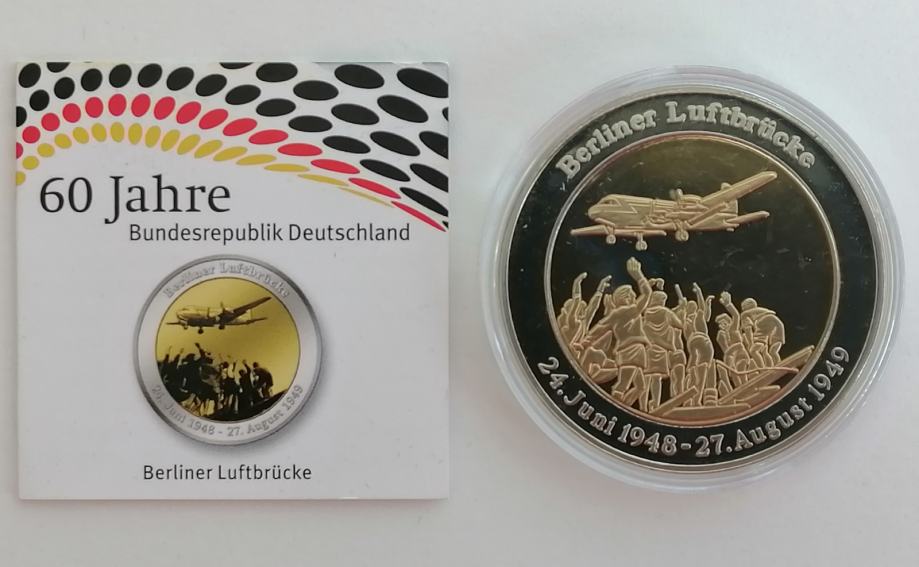 60 Jahre
Bundesrepublik Deutschland
Berliner Luftbrücke
24. Juni 1948 - 27. August 1949
Berliner Luftbrücke
Berliner Luftbrücke
24. Juni 1948 - 27. August 1949